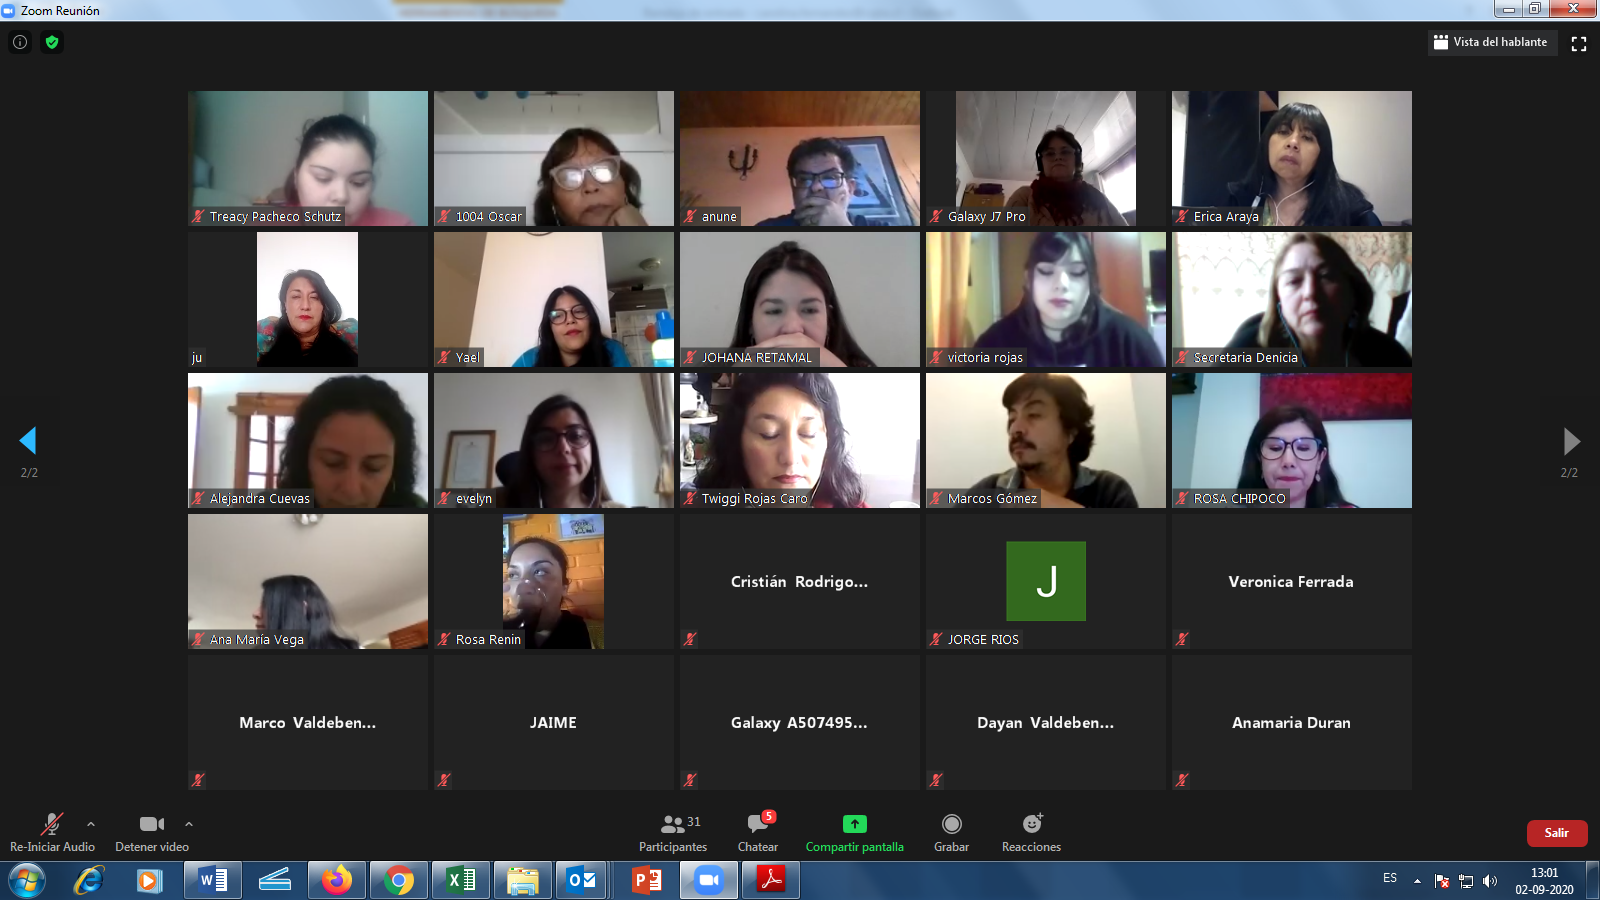 Zoom Reunión
Vista del hablante
Treacy Pacheco Schutz
1004 Oscar
anune
Galaxy J7 Pro
Erica Araya
ju
Yael
JOHANA RETAMAL
victoria rojas
Secretaria Denicia
2/2
2/2
Alejandra Cuevas
evelyn
Twiggi Rojas Caro
Marcos Gómez
ROSA CHIPOCO
Ana María Vega
Rosa Renin
Cristián Rodrigo...
J
JORGE RIOS
Veronica Ferrada
Marco Valdeben...
JAIME
Galaxy A507495...
Dayan Valdeben...
Anamaria Duran
Re-Iniciar Audio
Detener video
31
Participantes
5
Chatear
Compartir pantalla
Grabar
Reacciones
Salir
ES
13:01
02-09-2020